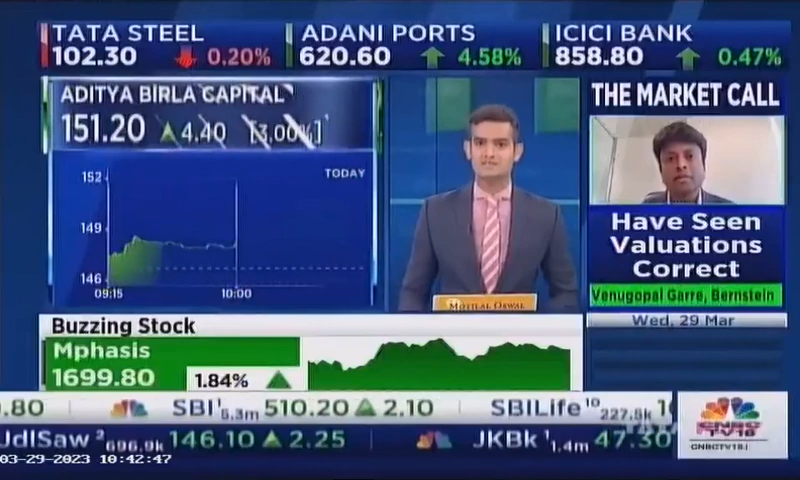 TATA STEEL
102.30 0.20%
ADANI PORTS
620.60 4.58%
ICICI BANK
858.80 0.47%
ADITYA BIRLA CAPITAL
151.20 4.40 [3.00%]
TODAY
152
149
146
09:15 10:00
MOTILAL OSWAL
THE MARKET CALL
Have Seen
Valuations
Correct
Venugopal Garre, Bernstein
Wed, 29 Mar
Buzzing Stock
Mphasis
1699.80 1.84%
.80 SBI 1 5.3m 510.20 2.10 SBILife 10 227.5k
JdlSaw 2 696.9k 146.10 2.25 JKBk 1 1.4m 47.30
CNBC
TV18
CNBCTV18.
03-29-2023 10:42:47